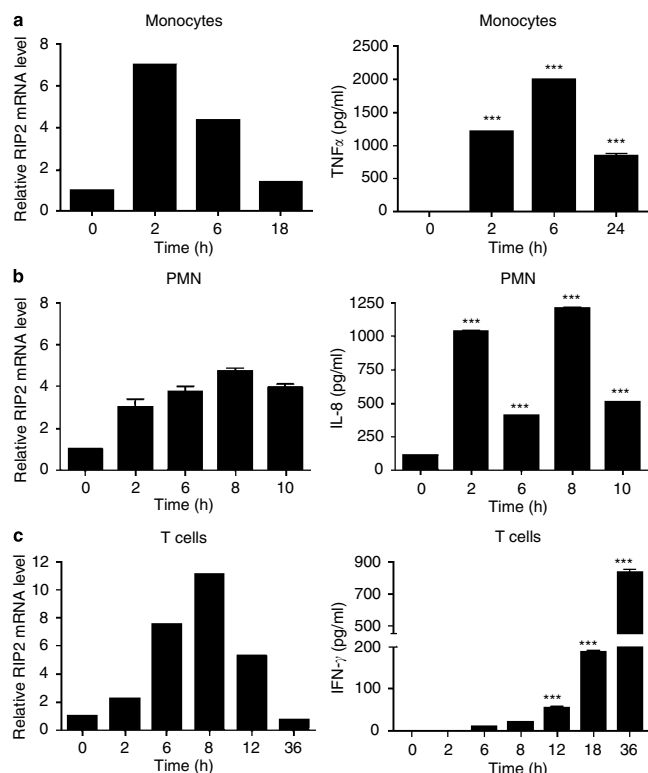 a
Monocytes
Relative RIP2 mRNA level
8
6
4
2
0
0 2 6 18
Time (h)
Monocytes
TNFα (pg/ml)
2500
2000
1500
1000
500
0
*** *** ***
0 2 6 24
Time (h)
b
PMN
Relative RIP2 mRNA level
8
6
4
2
0
0 2 6 8 10
Time (h)
PMN
IL-8 (pg/ml)
1250
1000
750
500
250
0
*** *** *** ***
0 2 6 8 10
Time (h)
c
T cells
Relative RIP2 mRNA level
12
10
8
6
4
2
0
0 2 6 8 12 36
Time (h)
T cells
IFN-γ (pg/ml)
900
700
500
200
100
0
*** *** ***
0 2 6 8 12 18 36
Time (h)